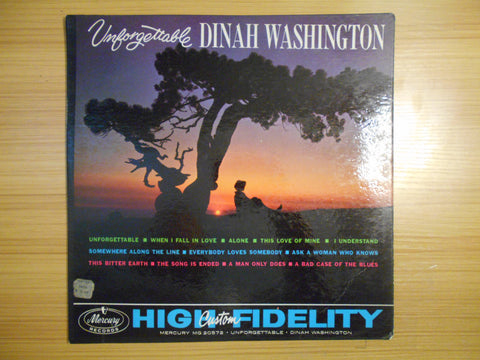 Unforgettable DINAH WASHINGTON
UNFORGETTABLE ■ WHEN I FALL IN LOVE ■ ALONE ■ THIS LOVE OF MINE ■ I UNDERSTAND
SOMEWHERE ALONG THE LINE ■ EVERYBODY LOVES SOMEBODY ■ ASK A WOMAN WHO KNOWS
THIS BITTER EARTH ■ THE SONG IS ENDED ■ A MAN ONLY DOES ■ A BAD CASE OF THE BLUES
Mercury
RECORDS
HIGH FIDELITY
Custom
MERCURY MG 20572 • UNFORGETTABLE • DINAH WASHINGTON